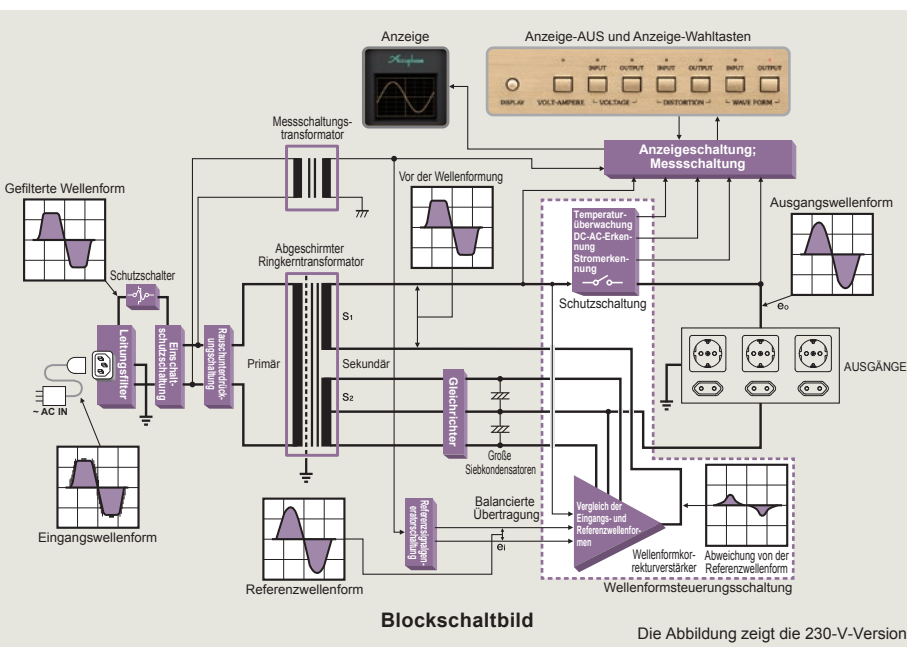 Anzeige
Anzeige-AUS und Anzeige-Wahltasten
Accuphase
INPUT OUTPUT INPUT OUTPUT INPUT OUTPUT
DISPLAY VOLT-AMPERE VOLTAGE DISTORTION WAVE FORM
Messschaltungs-
transformator
Anzeigeschaltung;
Messschaltung
Gefilterte Wellenform
Vor der Wellenformung
Ausgangswellenform
Temperatur-
überwachung
DC-AC-Erken-
nung
Stromerken-
nung
Schutzschaltung
Abgeschirmter
Ringkerntransformator
Schutzschalter
eo
S1
Leitungsfilter
Einschalt-
schutzschaltung
Rauschunterdrück-
ungschaltung
Primär
Sekundär
AUSGÄNGE
S2
Gleichrichter
~ AC IN
Große
Siebkondensatoren
Eingangswellenform
Balancierte
Übertragung
Referenzsignalgen-
eratorschaltung
ei
Vergleich der
Eingangs- und
Referenzwellenfor-
men
Wellenformkor-
rekturverstärker
Abweichung von der
Referenzwellenform
Referenzwellenform
Wellenformsteuerungsschaltung
Blockschaltbild
Die Abbildung zeigt die 230-V-Version